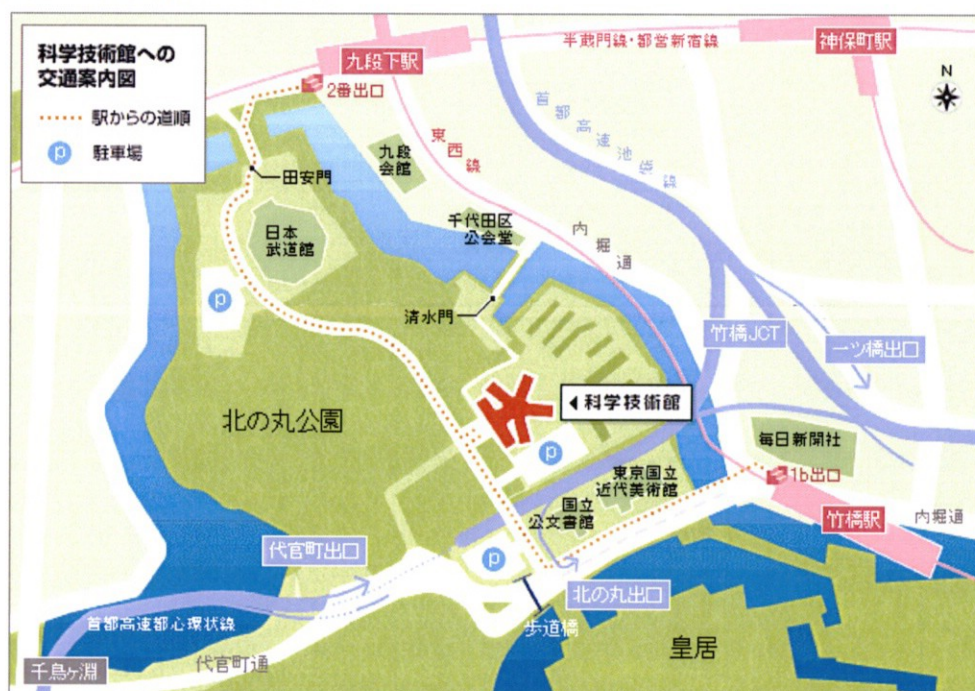 科学技術館への
交通案内図
駅からの道順
P 駐車場
九段下駅
半蔵門線・都営新宿線
神保町駅
N
2番出口
首都高速池袋線
東西線
九段
会館
田安門
日本
武道館
千代田区
公会堂
内堀通
P
清水門
竹橋JCT
一ツ橋出口
科学技術館
北の丸公園
P
毎日新聞社
東京国立
近代美術館
1b出口
国立
公文書館
竹橋駅
内堀通
代官町出口
P
北の丸出口
首都高速都心環状線
歩道橋
皇居
代官町通
千鳥ヶ淵